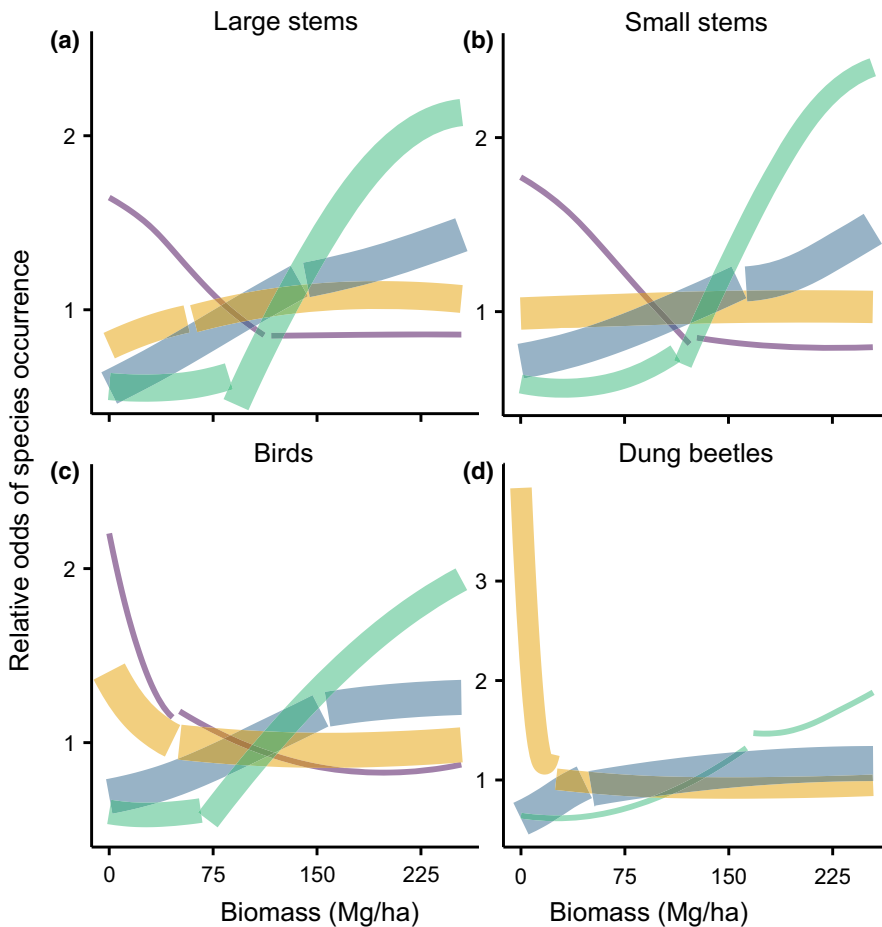 Large stems
(a)
2
1
Small stems
(b)
2
1
Relative odds of species occurrence
Birds
(c)
2
1
0
75
150
225
Biomass (Mg/ha)
Dung beetles
(d)
3
2
1
0
75
150
225
Biomass (Mg/ha)